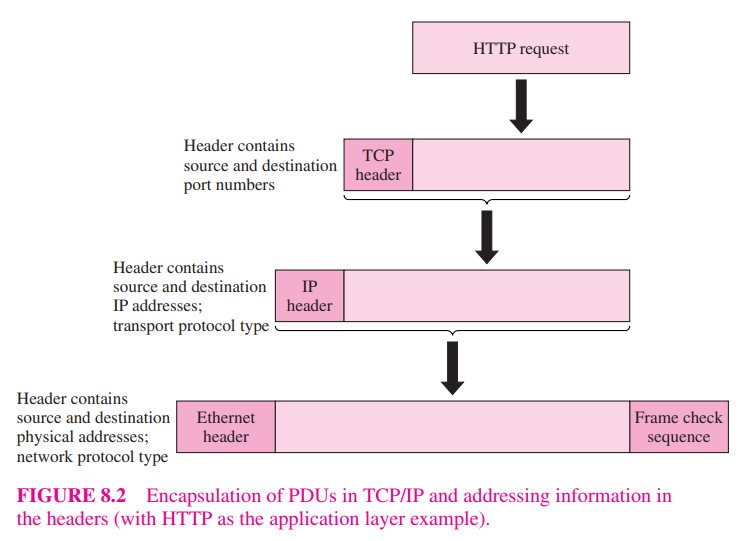 HTTP request
Header contains
source and destination
port numbers
TCP
header
Header contains
source and destination
IP addresses;
transport protocol type
IP
header
Header contains
source and destination
physical addresses;
network protocol type
Ethernet
header
Frame check
sequence
FIGURE 8.2 Encapsulation of PDUs in TCP/IP and addressing information in
the headers (with HTTP as the application layer example).